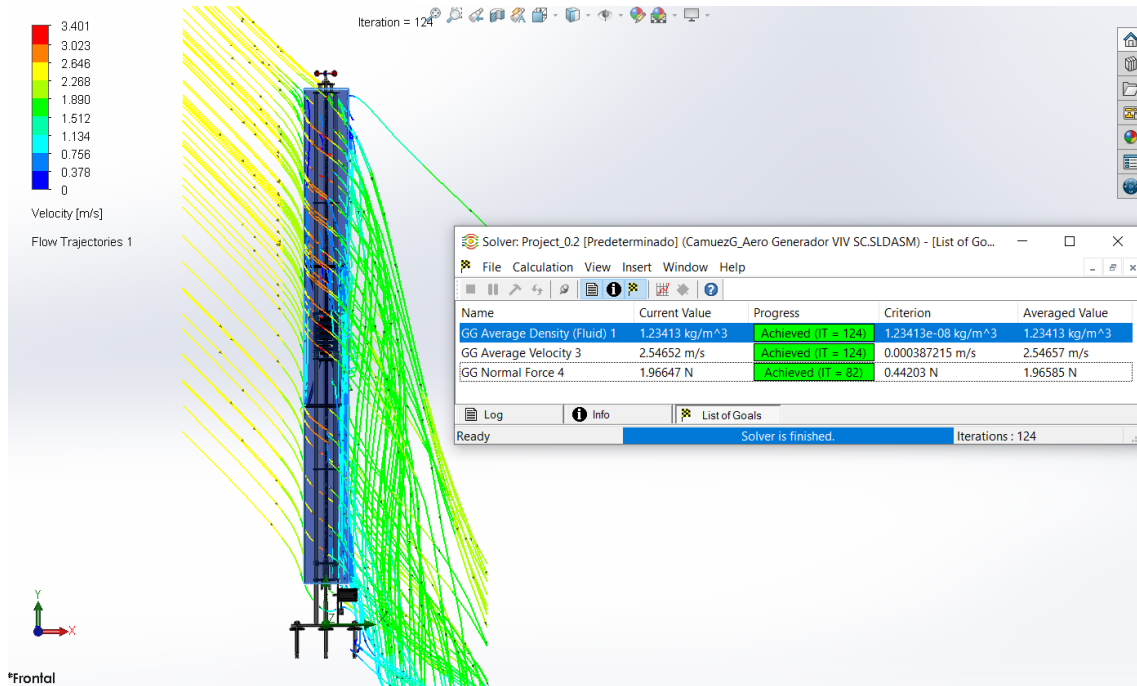 Iteration = 124
3.401
3.023
2.646
2.268
1.890
1.512
1.134
0.756
0.378
0
Velocity [m/s]
Flow Trajectories 1
Solver: Project_0.2 [Predeterminado] (CamuezG_Aero Generador VIV SC.SLDASM) - [List of Go...
File Calculation View Insert Window Help
Name Current Value Progress Criterion Averaged Value
GG Average Density (Fluid) 1 1.23413 kg/m^3 Achieved (IT = 124) 1.23413e-08 kg/m^3 1.23413 kg/m^3
GG Average Velocity 3 2.54652 m/s Achieved (IT = 124) 0.000387215 m/s 2.54657 m/s
GG Normal Force 4 1.96647 N Achieved (IT = 82) 0.44203 N 1.96585 N
Log Info List of Goals
Ready Solver is finished. Iterations : 124
Y
X
*Frontal